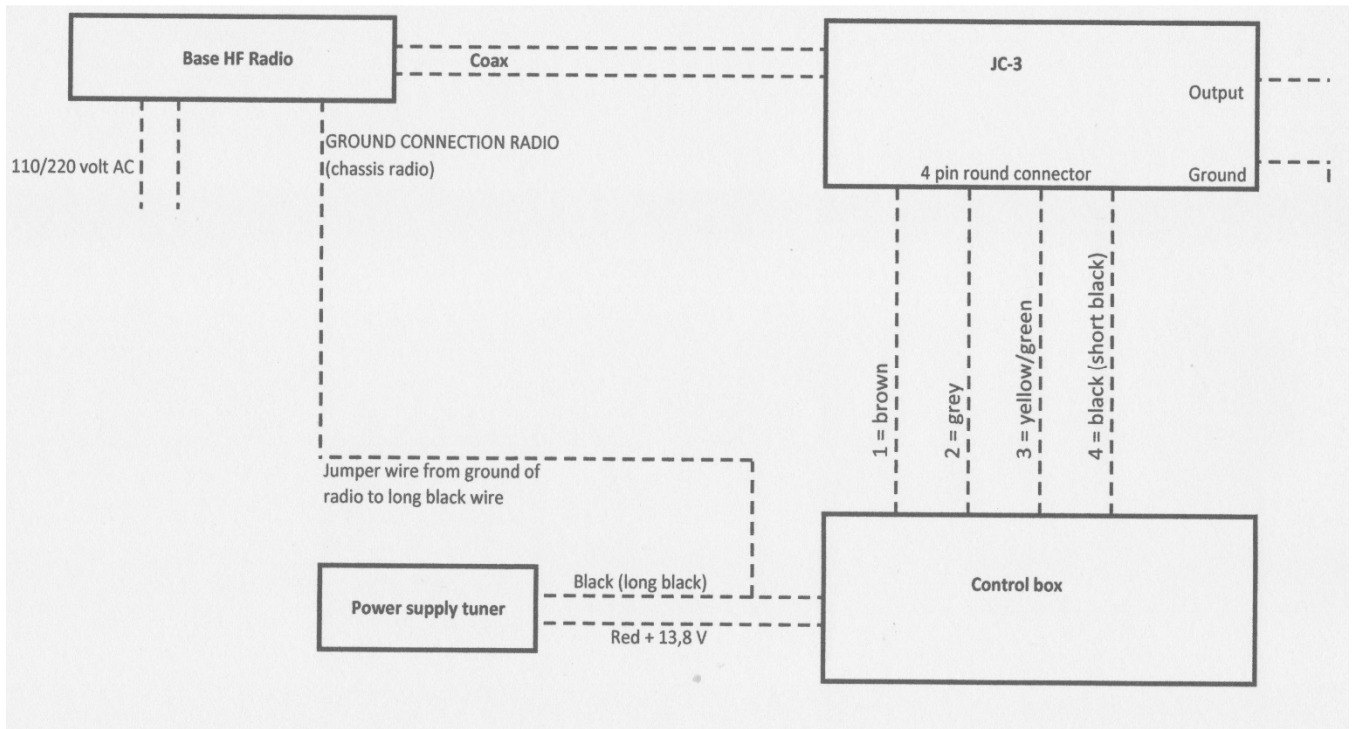 Base HF Radio
Coax
JC-3
Output
110/220 volt AC
GROUND CONNECTION RADIO
(chassis radio)
4 pin round connector
Ground
1 = brown
2 = grey
3 = yellow/green
4 = black (short black)
Jumper wire from ground of
radio to long black wire
Power supply tuner
Black (long black)
Red + 13,8 V
Control box